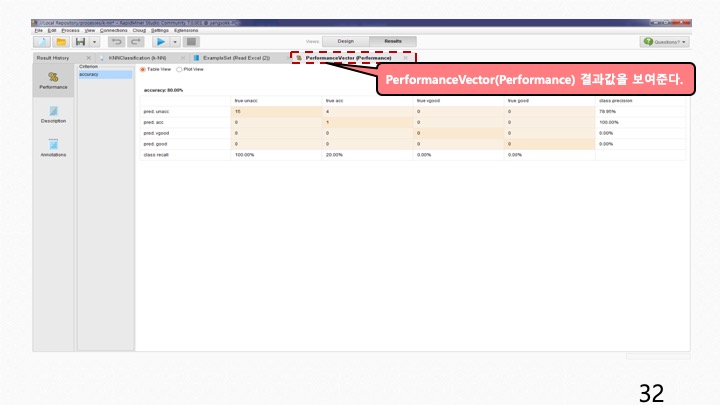 //Local Repository/processes/knn* – RapidMiner Studio Community 7.0.001 @ yangwork-PC
File Edit Process View Connections Cloud Settings Extensions
Views: Design Results Questions?
Result History KNNClassification (k-NN) ExampleSet (Read Excel (2)) PerformanceVector (Performance)
PerformanceVector(Performance) 결과값을 보여준다.
Performance
Description
Annotations
Criterion
accuracy
Table View Plot View
accuracy: 80.00%
true unacc true acc true vgood true good class precision
pred. unacc 15 4 0 0 78.95%
pred. acc 0 1 0 0 100.00%
pred. vgood 0 0 0 0 0.00%
pred. good 0 0 0 0 0.00%
class recall 100.00% 20.00% 0.00% 0.00%
32